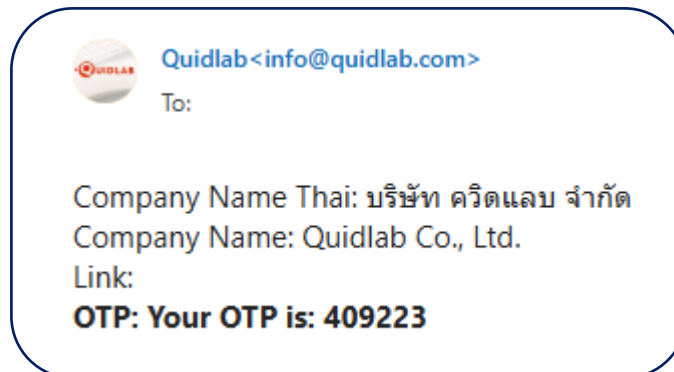 QUIDLAB
Quidlab<info@quidlab.com>
To:
Company Name Thai: บริษัท ควิดแลบ จำกัด
Company Name: Quidlab Co., Ltd.
Link:
OTP: Your OTP is: 409223